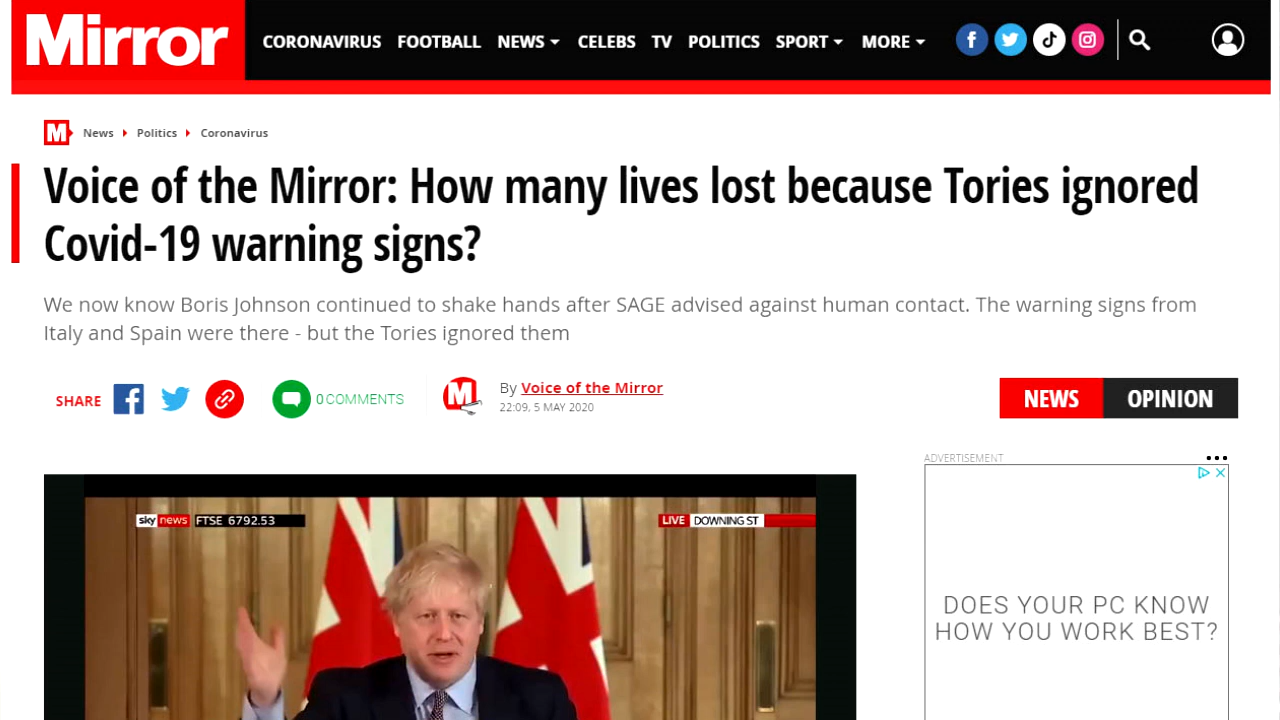 Mirror
CORONAVIRUS FOOTBALL NEWS CELEBS TV POLITICS SPORT MORE
M News Politics Coronavirus
Voice of the Mirror: How many lives lost because Tories ignored
Covid-19 warning signs?
We now know Boris Johnson continued to shake hands after SAGE advised against human contact. The warning signs from
Italy and Spain were there - but the Tories ignored them
SHARE 0 COMMENTS
M
By Voice of the Mirror
22:09, 5 MAY 2020
NEWS OPINION
ADVERTISEMENT
sky news FTSE 6792.53
LIVE DOWNING ST
DOES YOUR PC KNOW
HOW YOU WORK BEST?